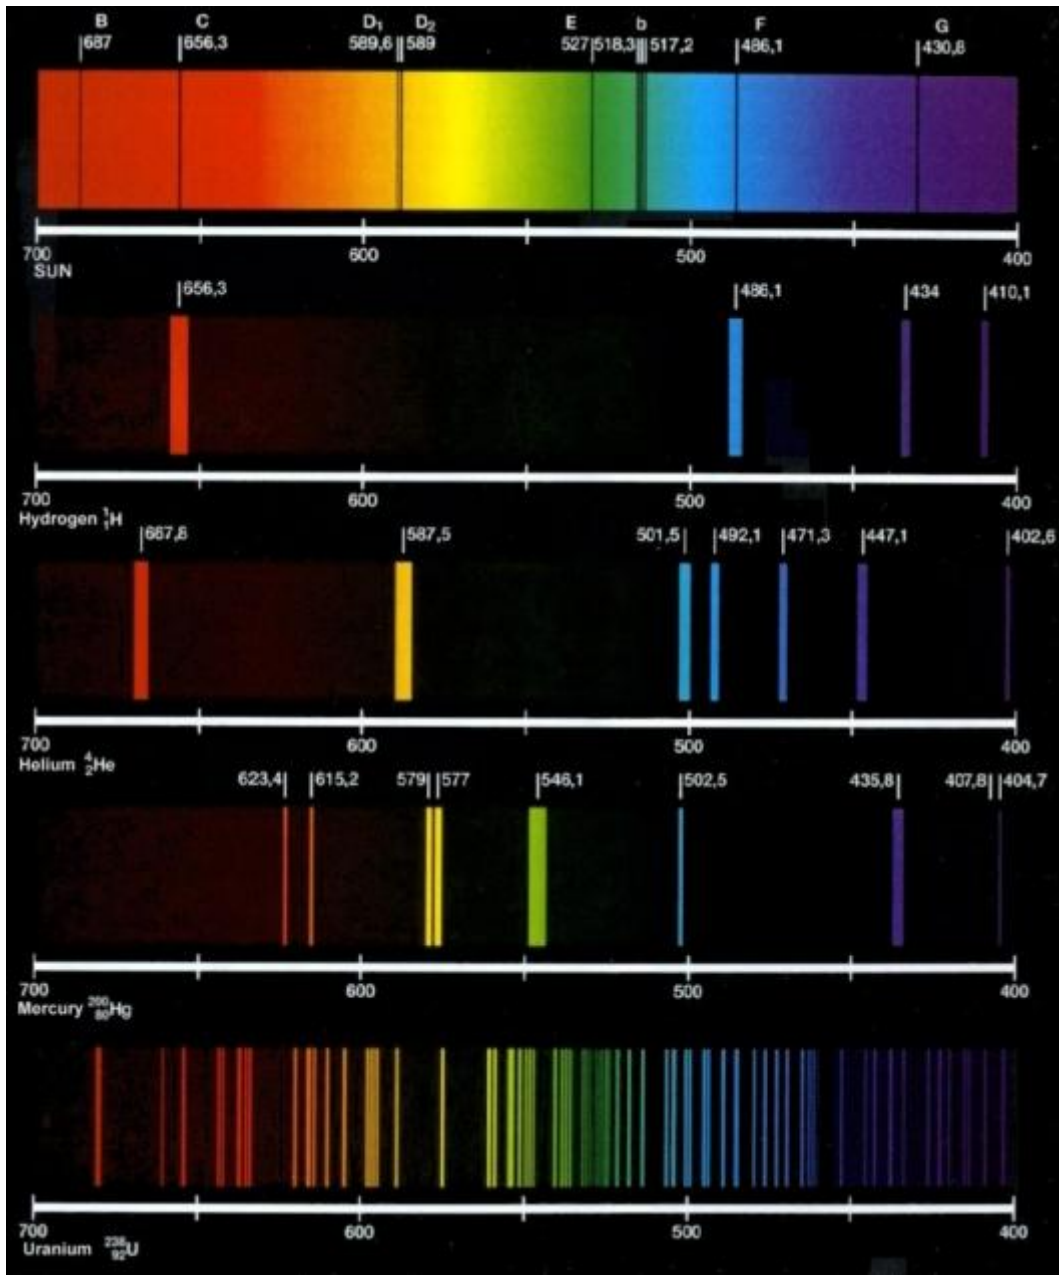 B C D₁ D₂ E b F G
687 656,3 589,6 589 527 518,3 517,2 486,1 430,8
700 600 500 400
SUN
656,3 486,1 434 410,1
700 600 500 400
Hydrogen ¹₁H
667,8 587,5 501,5 492,1 471,3 447,1 402,6
700 600 500 400
Helium ⁴₂He
623,4 615,2 579 577 546,1 502,5 435,8 407,8 404,7
700 600 500 400
Mercury ²⁰⁰₈₀Hg
700 600 500 400
Uranium ²³⁸₉₂U